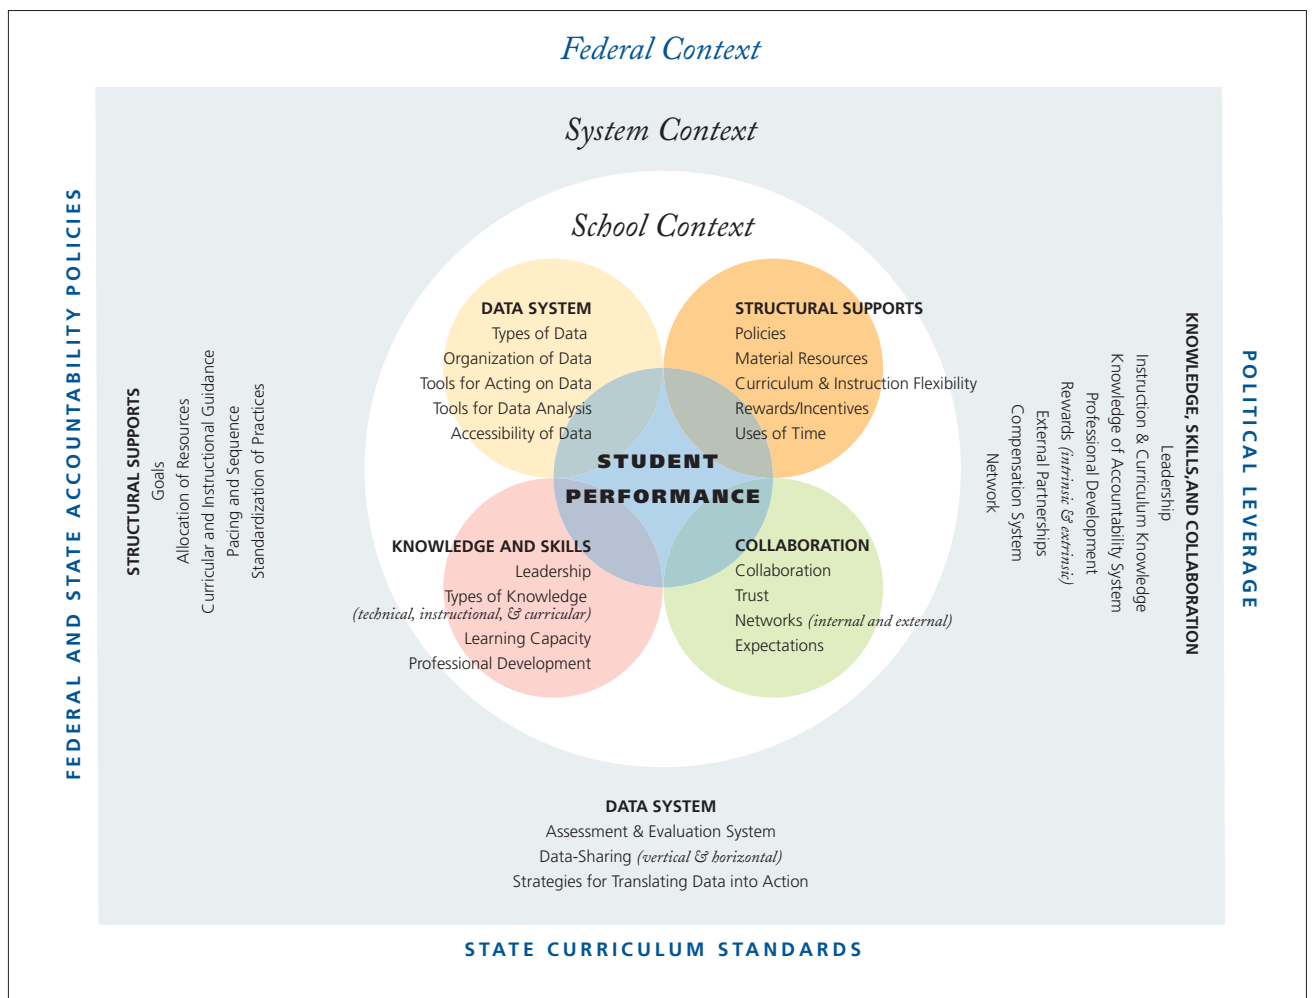 Federal Context
System Context
School Context
DATA SYSTEM
Types of Data
Organization of Data
Tools for Acting on Data
Tools for Data Analysis
Accessibility of Data
STRUCTURAL SUPPORTS
Policies
Material Resources
Curriculum & Instruction Flexibility
Rewards/Incentives
Uses of Time
STUDENT
PERFORMANCE
KNOWLEDGE AND SKILLS
Leadership
Types of Knowledge
(technical, instructional, & curricular)
Learning Capacity
Professional Development
COLLABORATION
Collaboration
Trust
Networks (internal and external)
Expectations
FEDERAL AND STATE ACCOUNTABILITY POLICIES
STRUCTURAL SUPPORTS
Goals
Allocation of Resources
Curricular and Instructional Guidance
Pacing and Sequence
Standardization of Practices
POLITICAL LEVERAGE
KNOWLEDGE, SKILLS,AND COLLABORATION
Leadership
Instruction & Curriculum Knowledge
Knowledge of Accountability System
Professional Development
Rewards (intrinsic & extrinsic)
External Partnerships
Compensation System
Network
DATA SYSTEM
Assessment & Evaluation System
Data-Sharing (vertical & horizontal)
Strategies for Translating Data into Action
STATE CURRICULUM STANDARDS